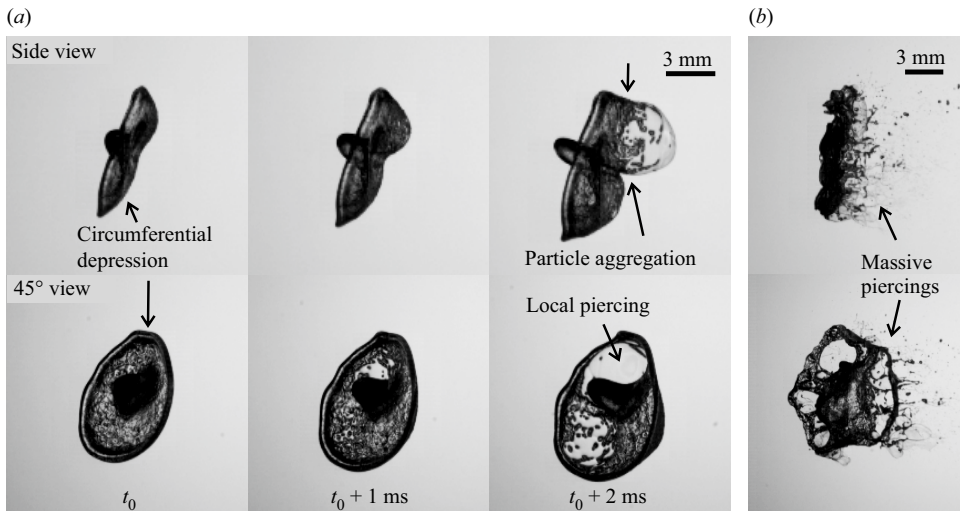 (a)
(b)
Side view
3 mm
3 mm
Circumferential
depression
Particle aggregation
Massive
piercings
45° view
Local piercing
t0
t0 + 1 ms
t0 + 2 ms